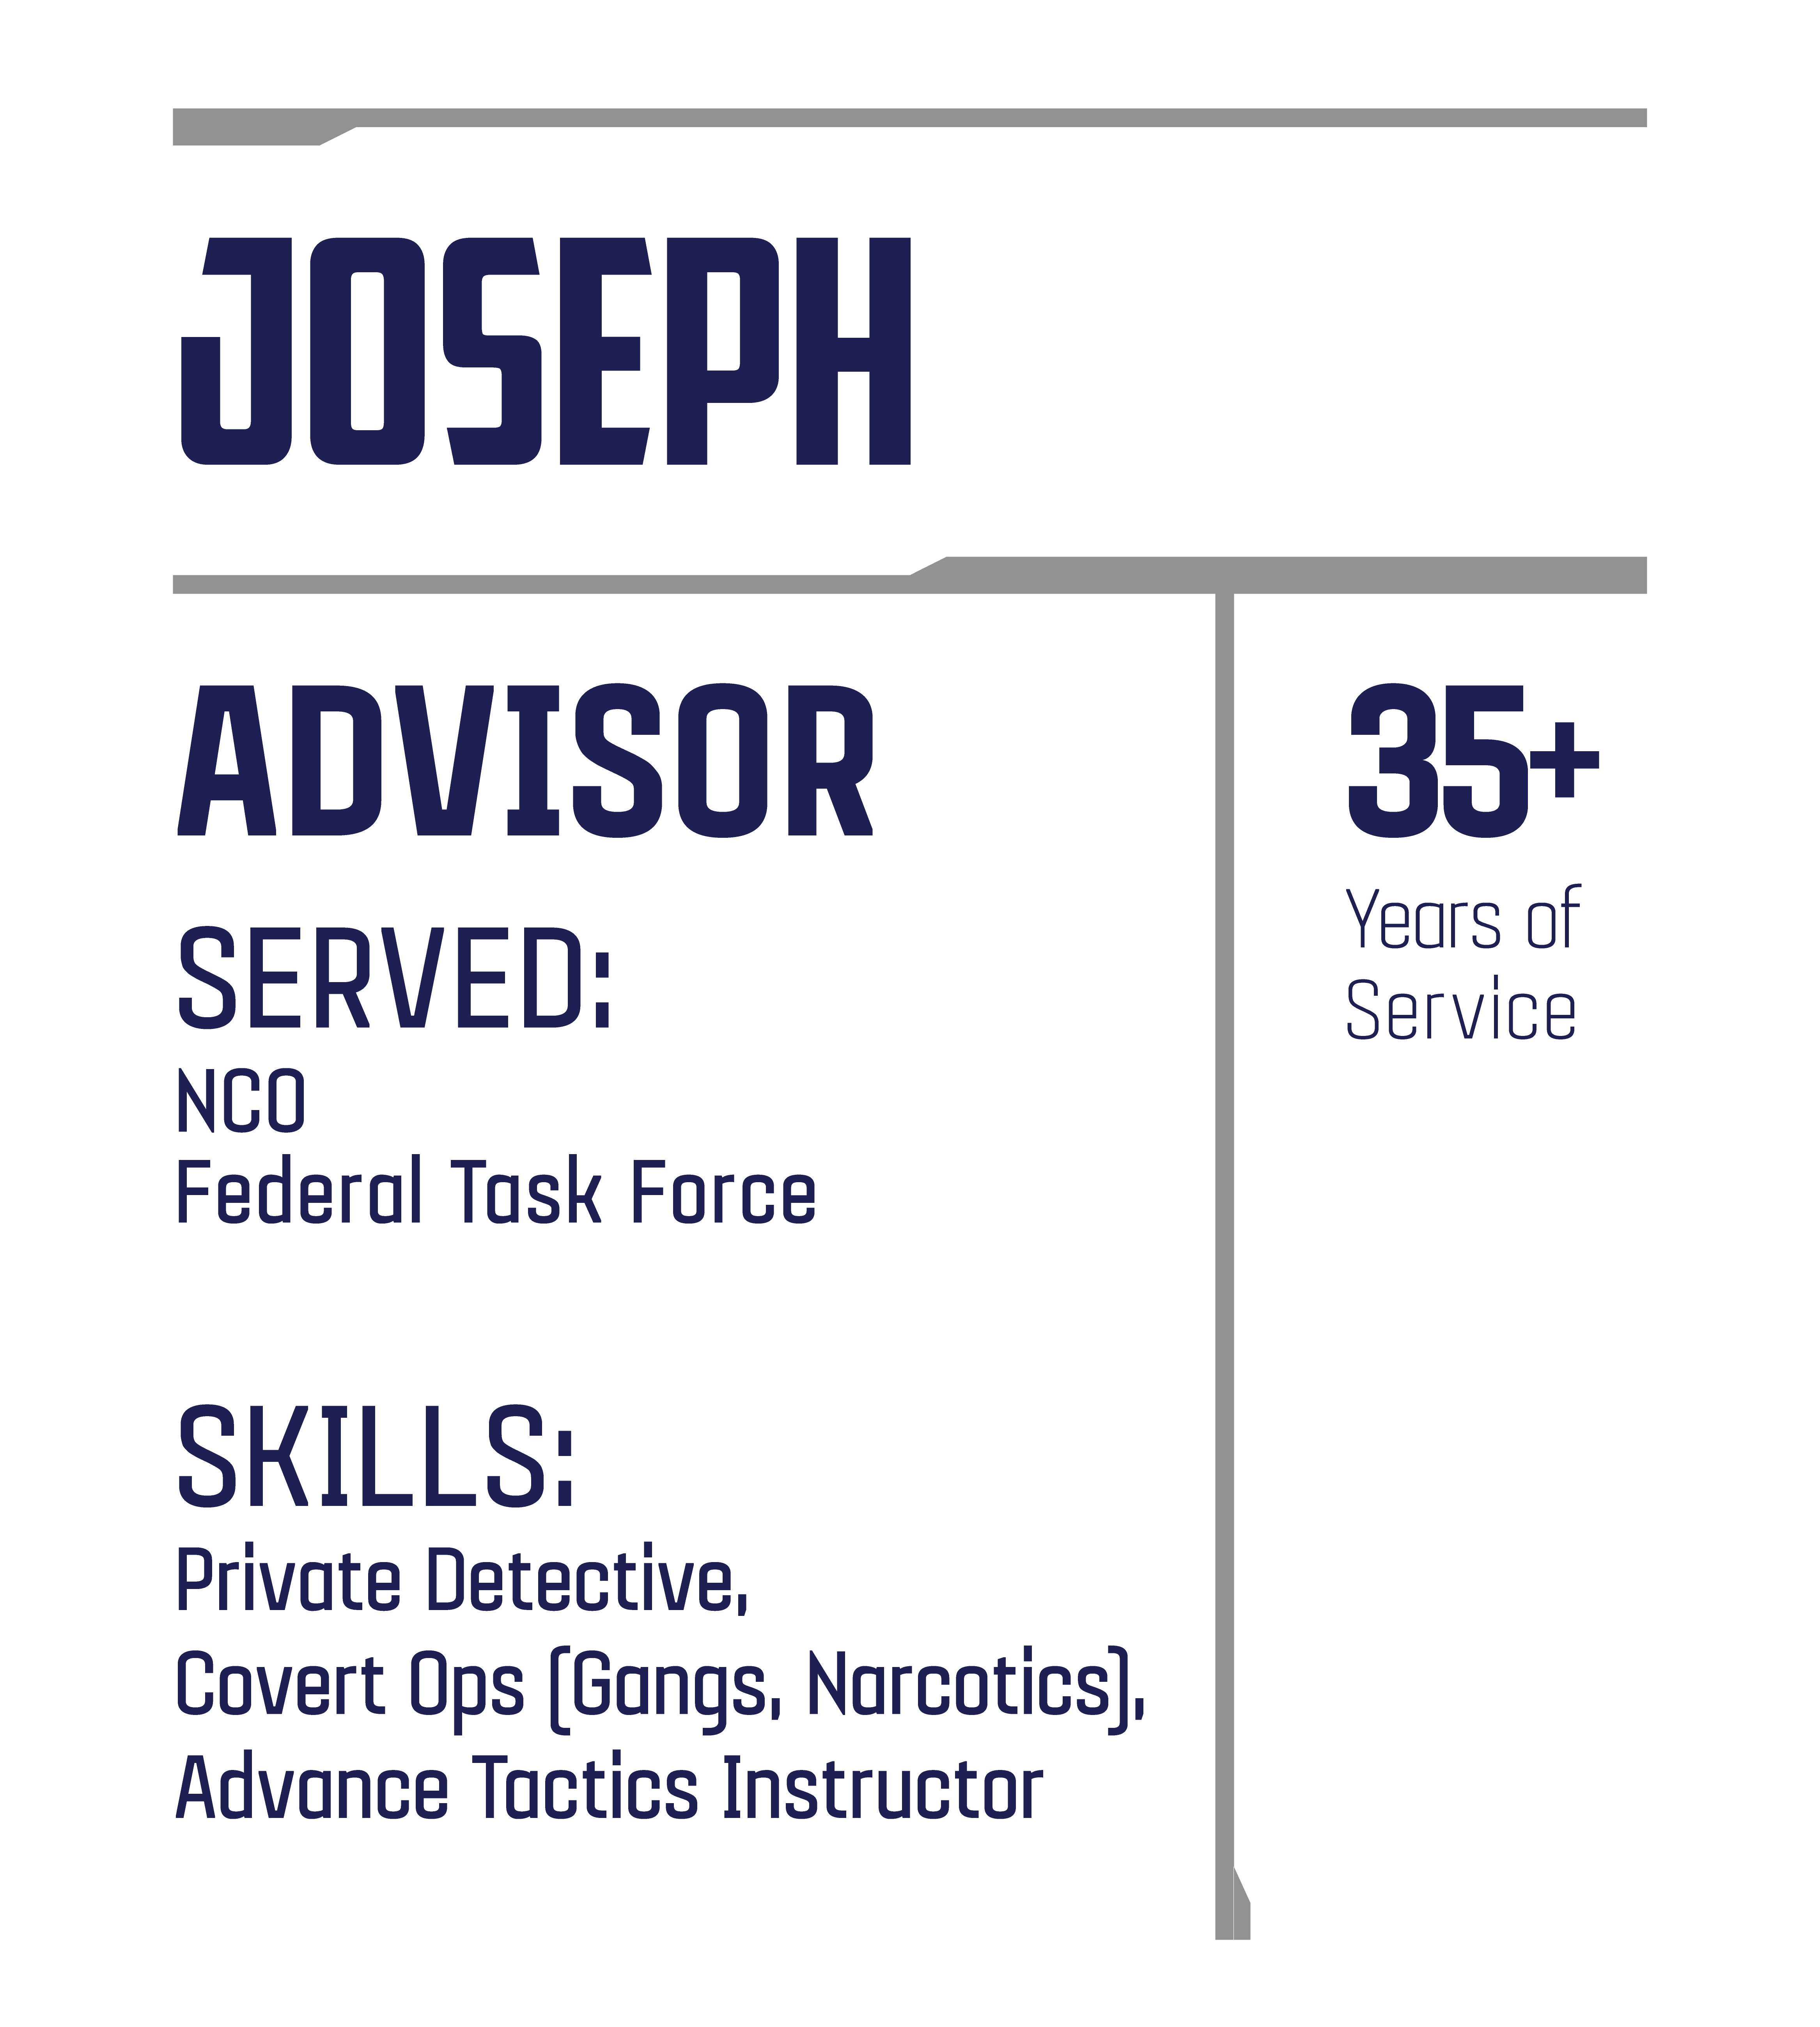 JOSEPH
ADVISOR
SERVED:
NCO
Federal Task Force
SKILLS:
Private Detective,
Covert Ops (Gangs, Narcotics),
Advance Tactics Instructor
35+
Years of
Service